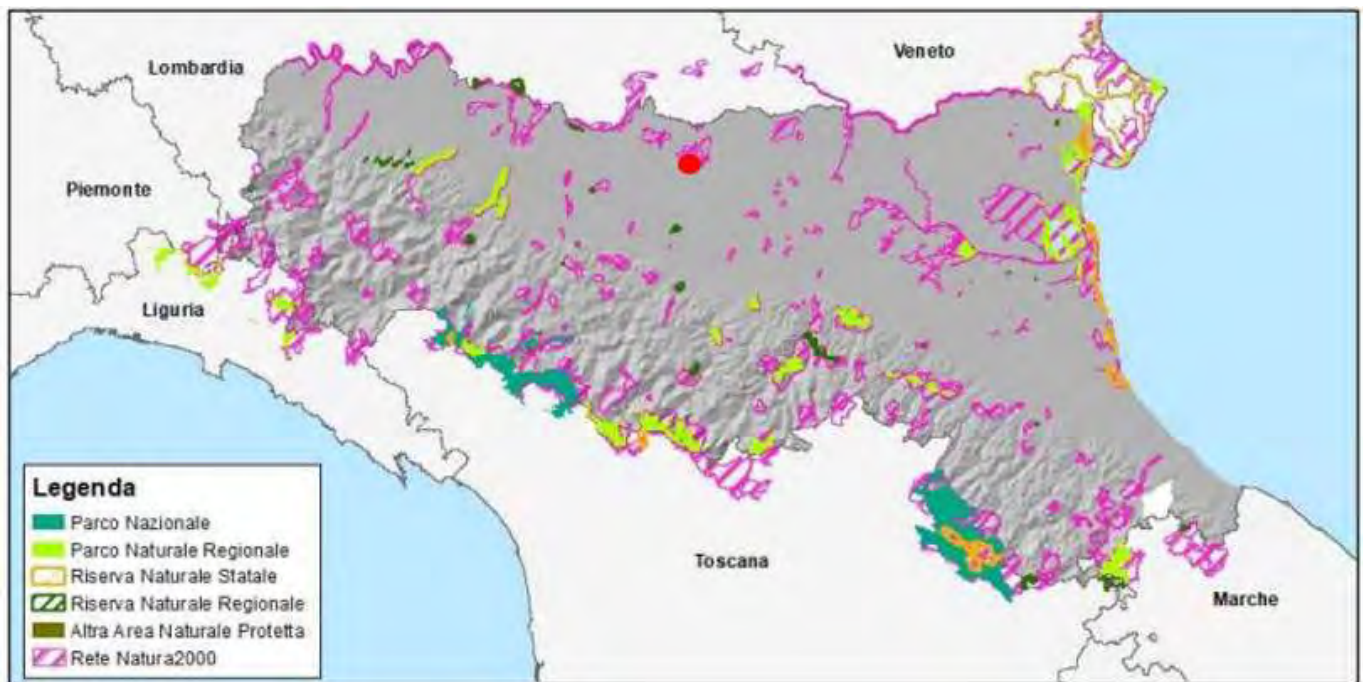 Lombardia
Veneto
Piemonte
Liguria
Toscana
Marche
Legenda
Parco Nazionale
Parco Naturale Regionale
Riserva Naturale Statale
Riserva Naturale Regionale
Altra Area Naturale Protetta
Rete Natura2000